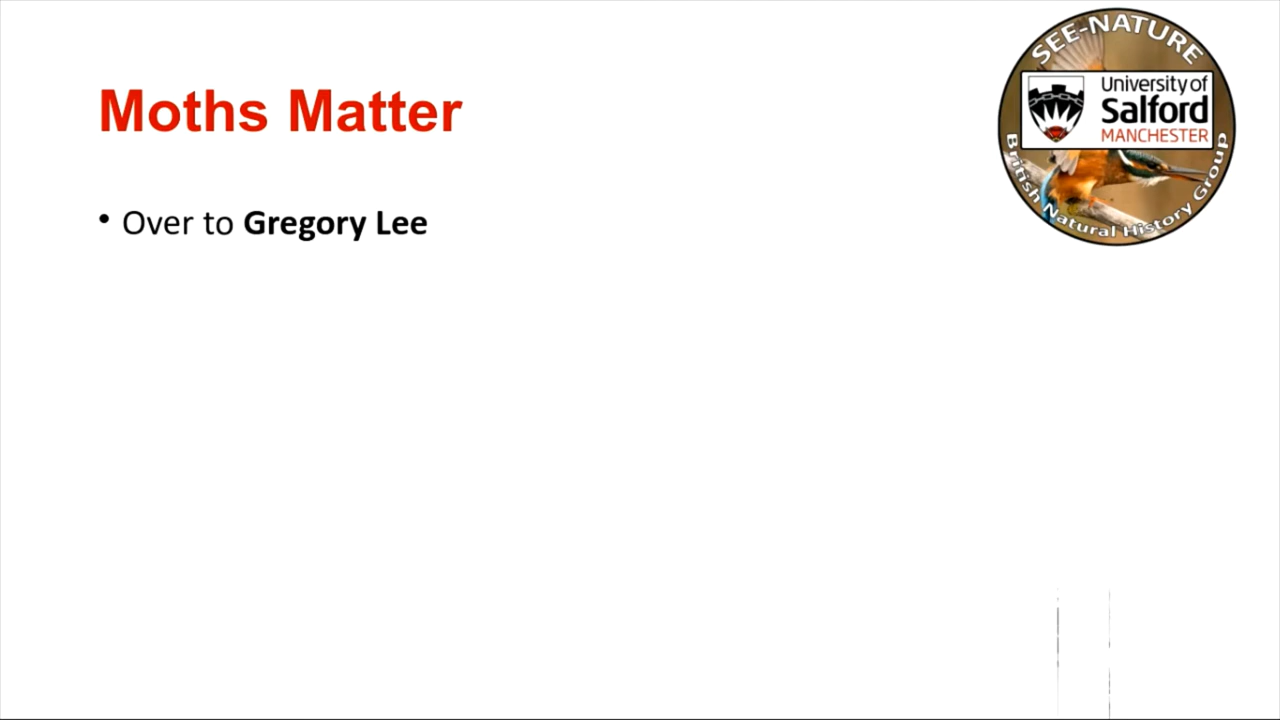 SEE-NATURE
University of
Salford
MANCHESTER
British Natural History Group
Moths Matter
• Over to Gregory Lee